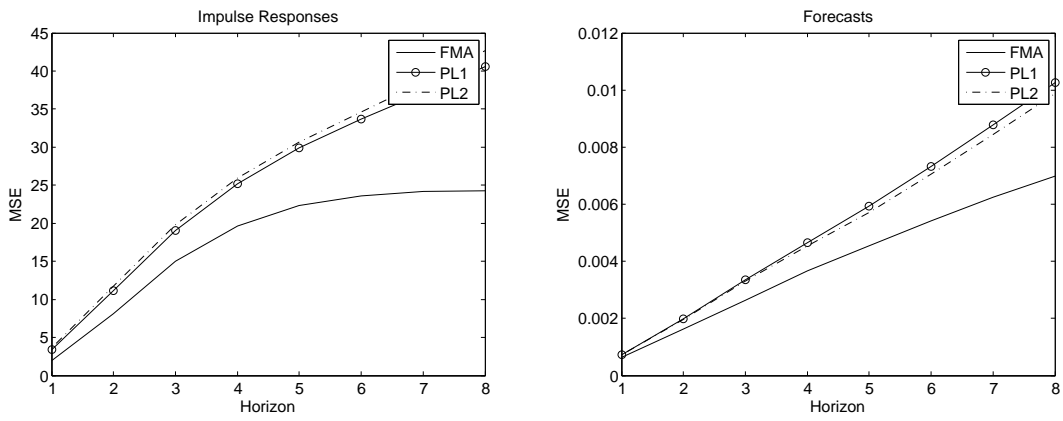 Impulse Responses
45
40
35
30
25
20
15
10
5
0
MSE
1 2 3 4 5 6 7 8
Horizon
FMA
PL1
PL2
Forecasts
0.012
0.01
0.008
0.006
0.004
0.002
0
MSE
1 2 3 4 5 6 7 8
Horizon
FMA
PL1
PL2